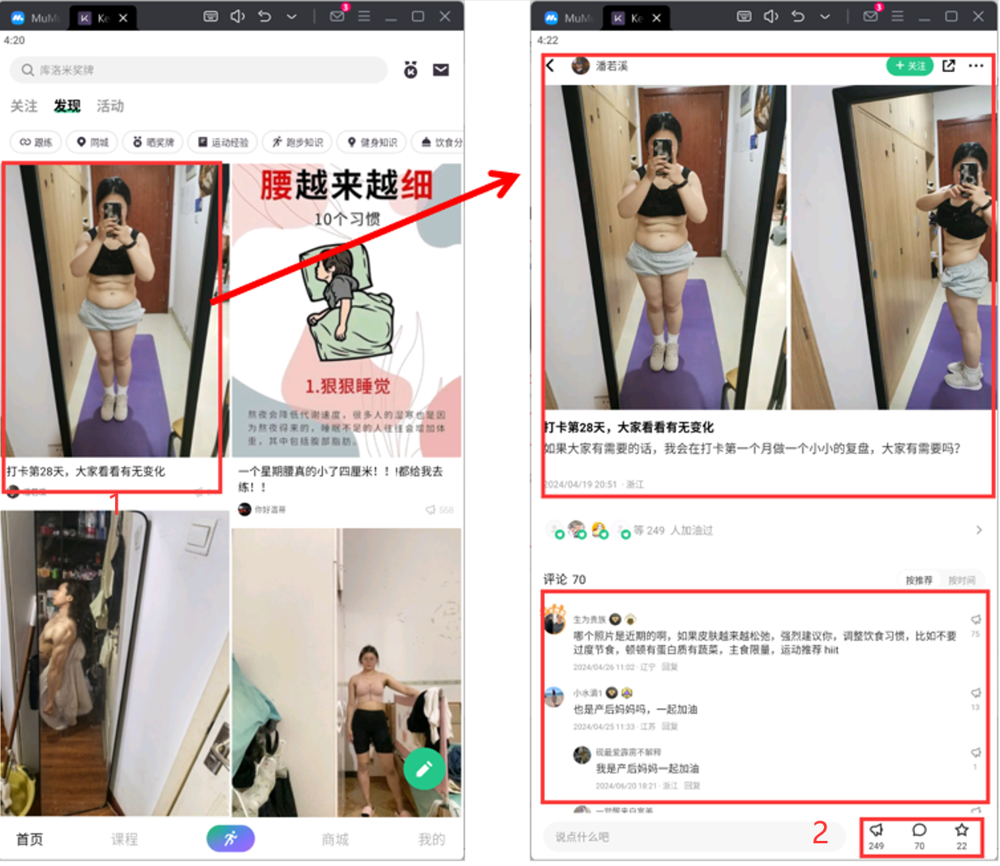 MuMu
Ke
3
4:20
库洛米奖牌
关注 发现 活动
跟练 同城 晒奖牌 运动经验 跑步知识 健身知识 饮食分
腰越来越细
10个习惯
1.狠狠睡觉
熬夜会降低代谢速度，很多人的湿寒也是因
为熬夜得来的，睡眠不足的人往往会增加体
重，其中包括腹部脂肪。
打卡第28天，大家看看有无变化
1
一个星期腰真的小了四厘米！！!都给我去
练！！
你好温哥
558
首页 课程 商城 我的
MuMu
Ke
3
4:22
潘若溪
+ 关注
打卡第28天，大家看看有无变化
如果大家有需要的话，我会在打卡第一个月做一个小小的复盘，大家有需要吗？
2024/04/19 20:51 · 浙江
等 249 人加油过
评论 70
按推荐 按时间
生为贵族
哪个照片是近期的啊，如果皮肤越来越松弛，强烈建议你，调整饮食习惯，比如不要
过度节食，顿顿有蛋白质有蔬菜，主食限量，运动推荐 hiit
75
2024/04/26 11:02 · 辽宁 回复
小水滴1
也是产后妈妈吗，一起加油
13
2024/04/25 11:33 · 江苏 回复
砚最爱霹雳不解释
我是产后妈妈一起加油
1
2024/06/20 18:21 · 浙江 回复
说点什么吧
2
249 70 22